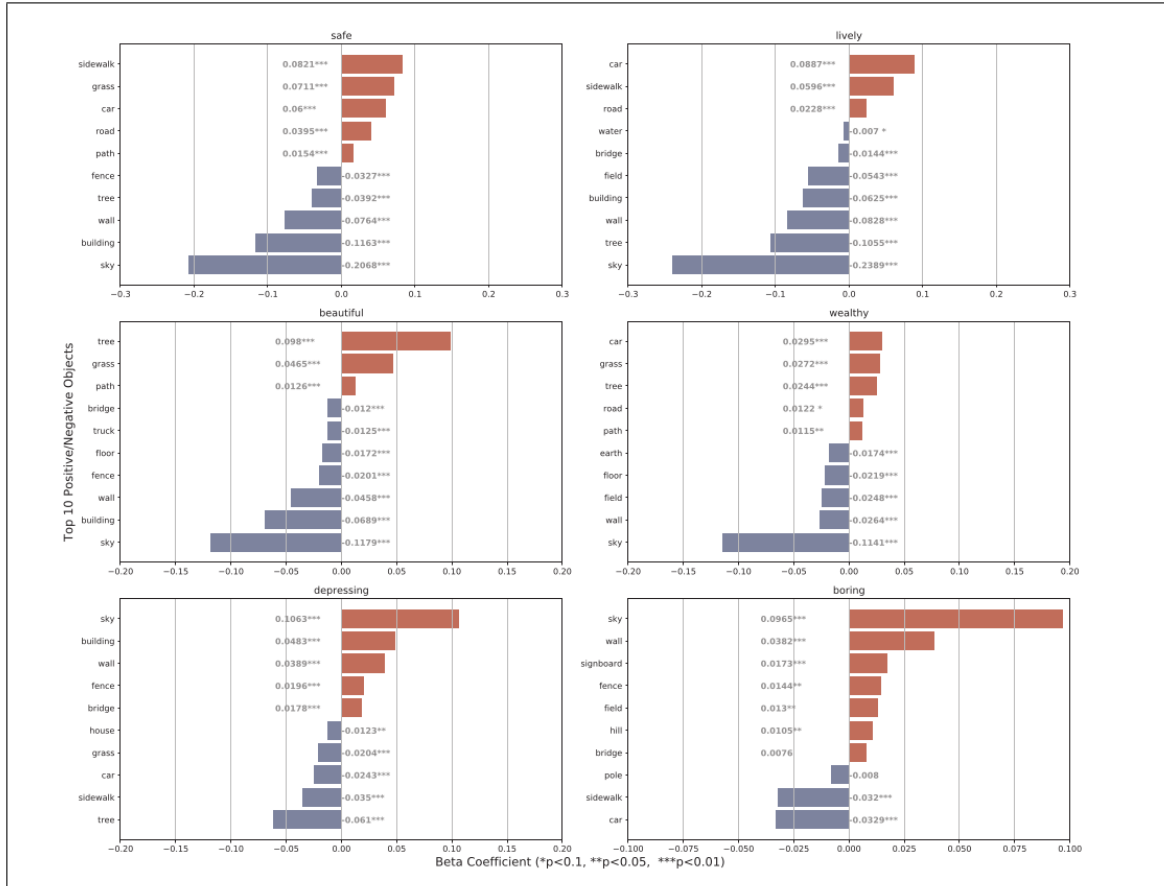 safe
sidewalk 0.0821***
grass 0.0711***
car 0.06***
road 0.0395***
path 0.0154***
fence -0.0327***
tree -0.0392***
wall -0.0764***
building -0.1163***
sky -0.2068***
−0.3 −0.2 −0.1 0.0 0.1 0.2 0.3
lively
car 0.0887***
sidewalk 0.0596***
road 0.0228***
water -0.007 *
bridge -0.0144***
field -0.0543***
building -0.0625***
wall -0.0828***
tree -0.1055***
sky -0.2389***
−0.3 −0.2 −0.1 0.0 0.1 0.2 0.3
Top 10 Positive/Negative Objects
beautiful
tree 0.098***
grass 0.0465***
path 0.0126***
bridge -0.012***
truck -0.0125***
floor -0.0172***
fence -0.0201***
wall -0.0458***
building -0.0689***
sky -0.1179***
−0.20 −0.15 −0.10 −0.05 0.00 0.05 0.10 0.15 0.20
wealthy
car 0.0295***
grass 0.0272***
tree 0.0244***
road 0.0122 *
path 0.0115**
earth -0.0174***
floor -0.0219***
field -0.0248***
wall -0.0264***
sky -0.1141***
−0.20 −0.15 −0.10 −0.05 0.00 0.05 0.10 0.15 0.20
depressing
sky 0.1063***
building 0.0483***
wall 0.0389***
fence 0.0196***
bridge 0.0178***
house -0.0123**
grass -0.0204***
car -0.0243***
sidewalk -0.035***
tree -0.061***
−0.20 −0.15 −0.10 −0.05 0.00 0.05 0.10 0.15 0.20
boring
sky 0.0965***
wall 0.0382***
signboard 0.0173***
fence 0.0144**
field 0.013**
hill 0.0105**
bridge 0.0076
pole -0.008
sidewalk -0.032***
car -0.0329***
−0.100 −0.075 −0.050 −0.025 0.000 0.025 0.050 0.075 0.100
Beta Coefficient (*p<0.1, **p<0.05, ***p<0.01)